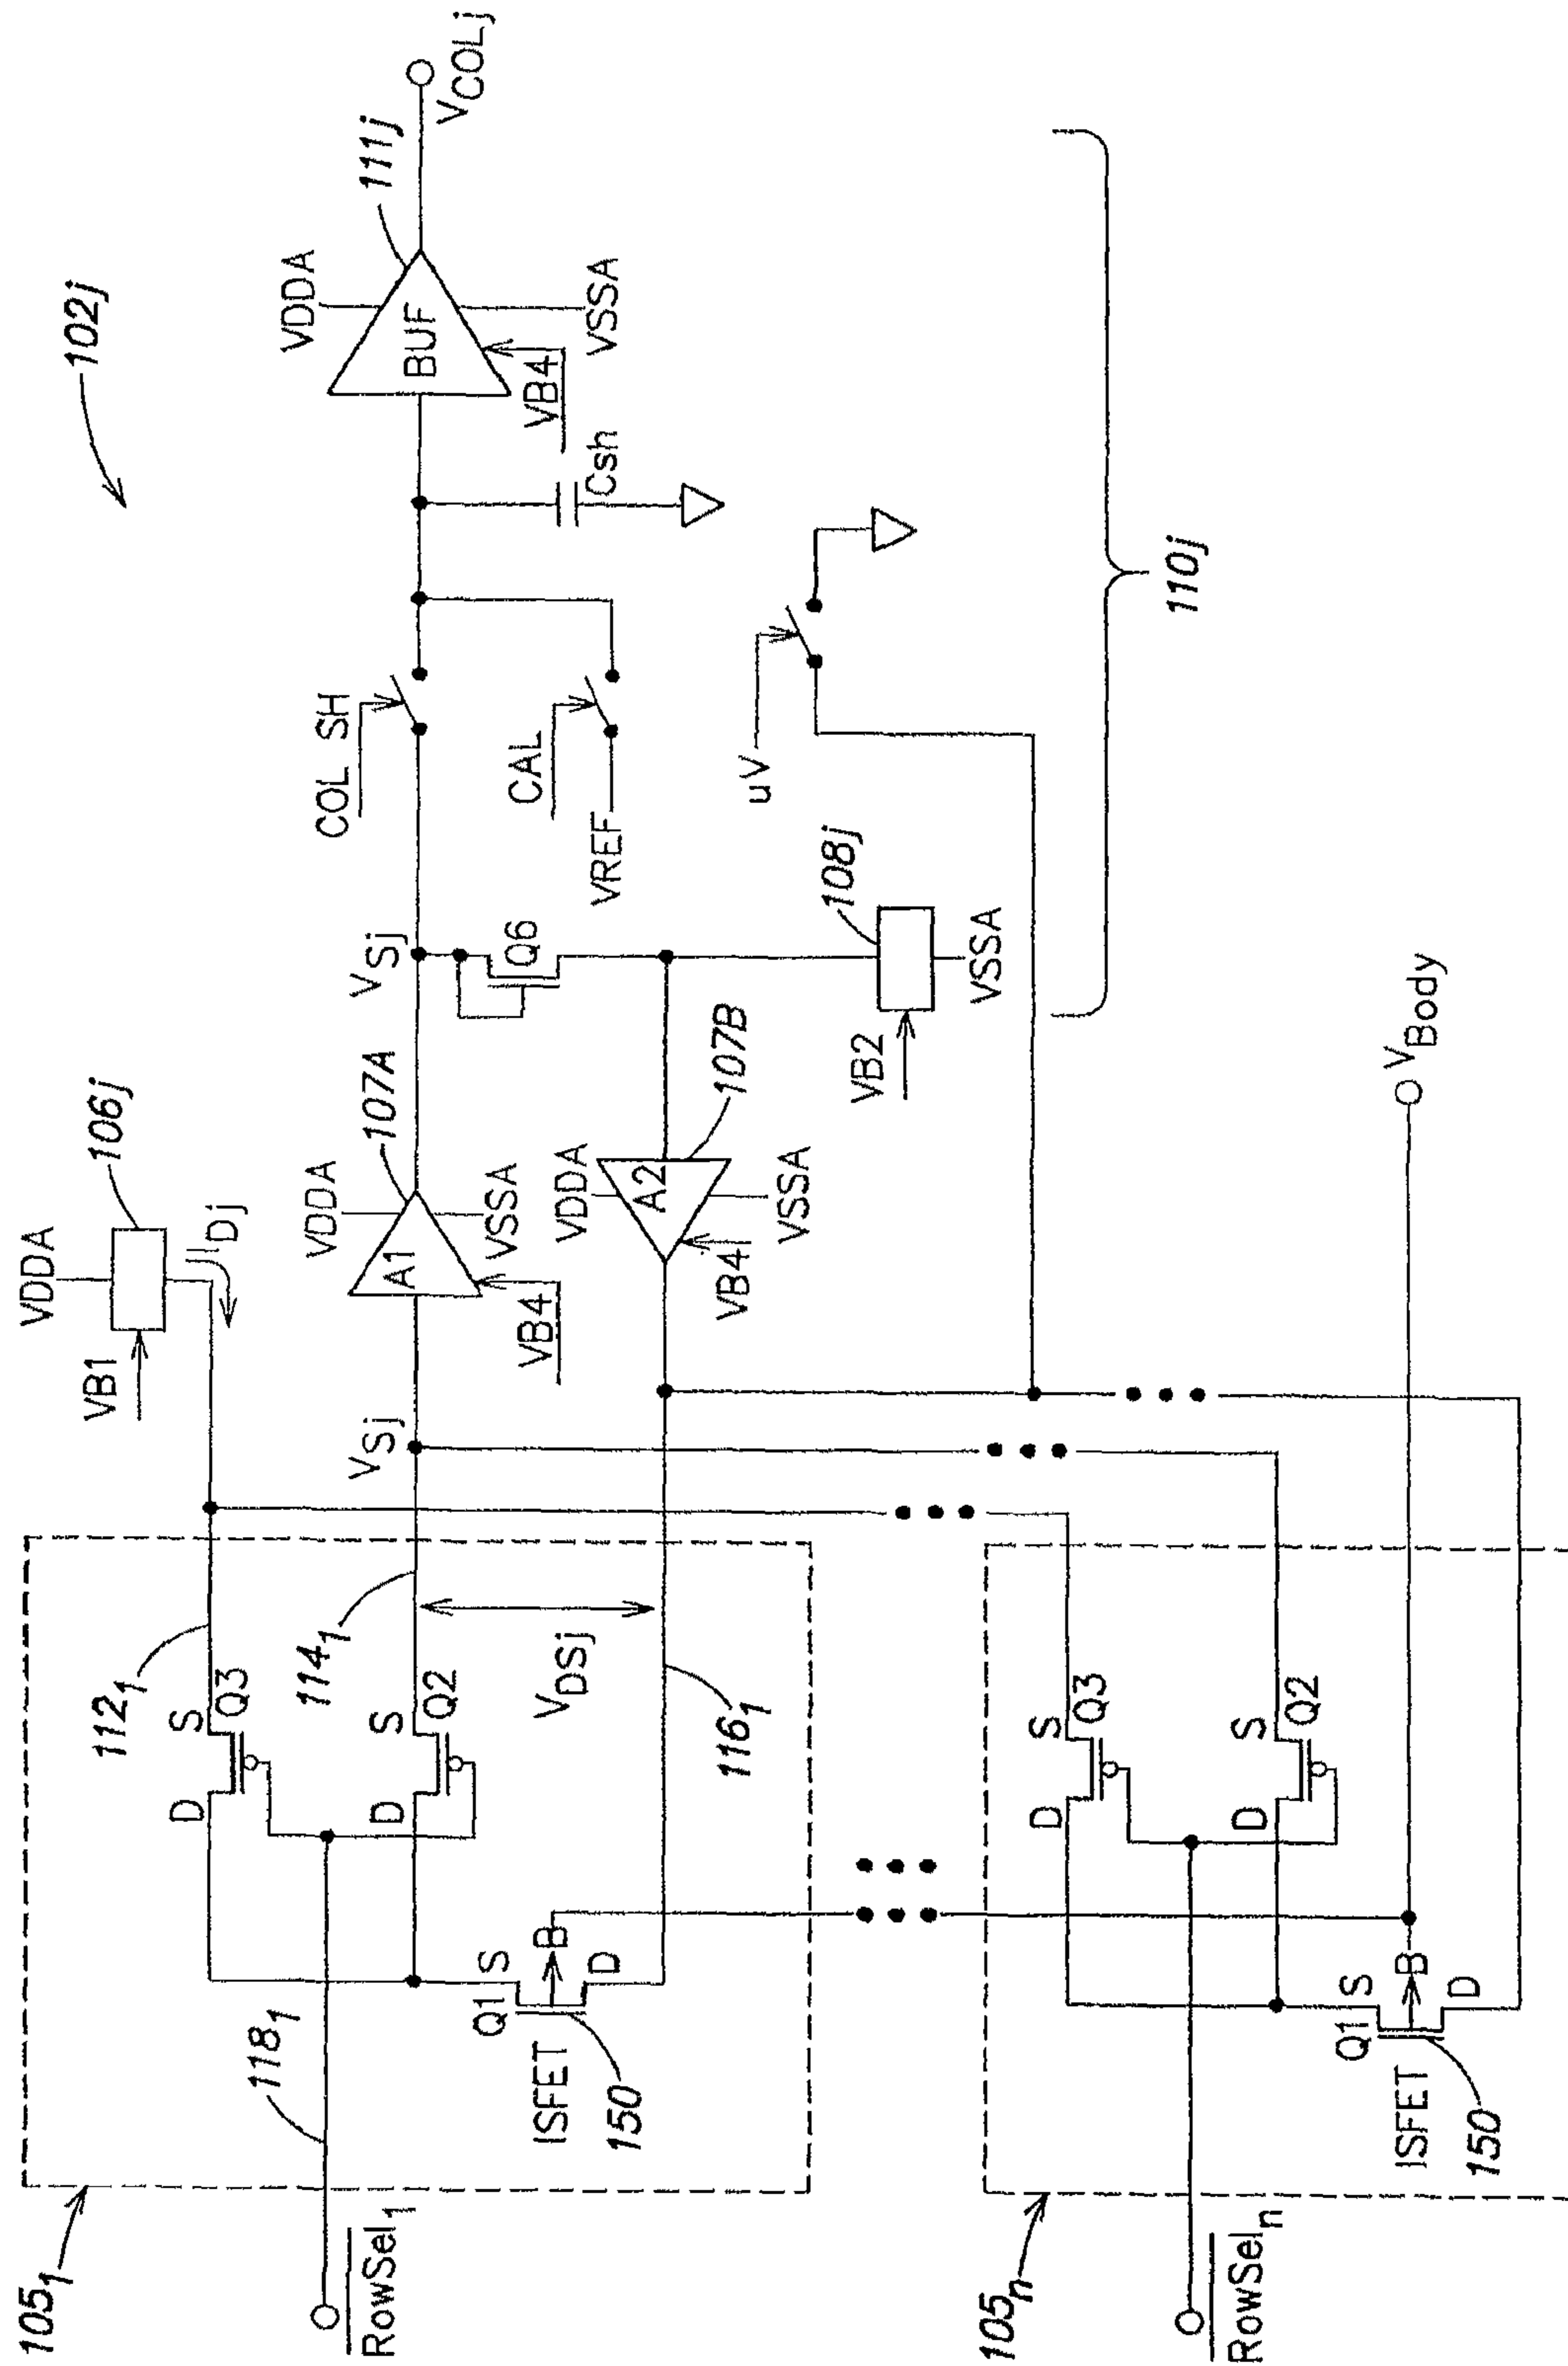 102j
VDDA
VB1
106j
IDj
VDDA
A1
107A
VSSA
VB4
VSj
VSj
Q6
COL SH
CAL
VREF
VDDA
BUF
111j
VCOLj
VB4
VSSA
Csh
VDDA
A2
107B
VB4
VSSA
VB2
108j
VSSA
uV
110j
105₁
RowSel₁
118₁
112₁
D
S
Q3
114₁
D
S
Q2
VDSj
116₁
Q1
S
B
D
ISFET
150
105n
RowSeln
D
S
Q3
D
S
Q2
Q1
S
B
D
ISFET
150
VBody